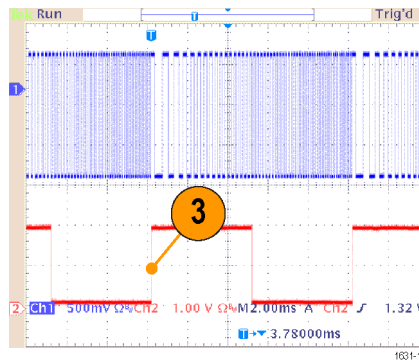 Run Trig'd
T
T
1
3
2
Ch1 500mV Ω Ch2 1.00 V Ω M 2.00ms A Ch2 ʃ 1.32 V
T→▼ 3.78000ms
1631-